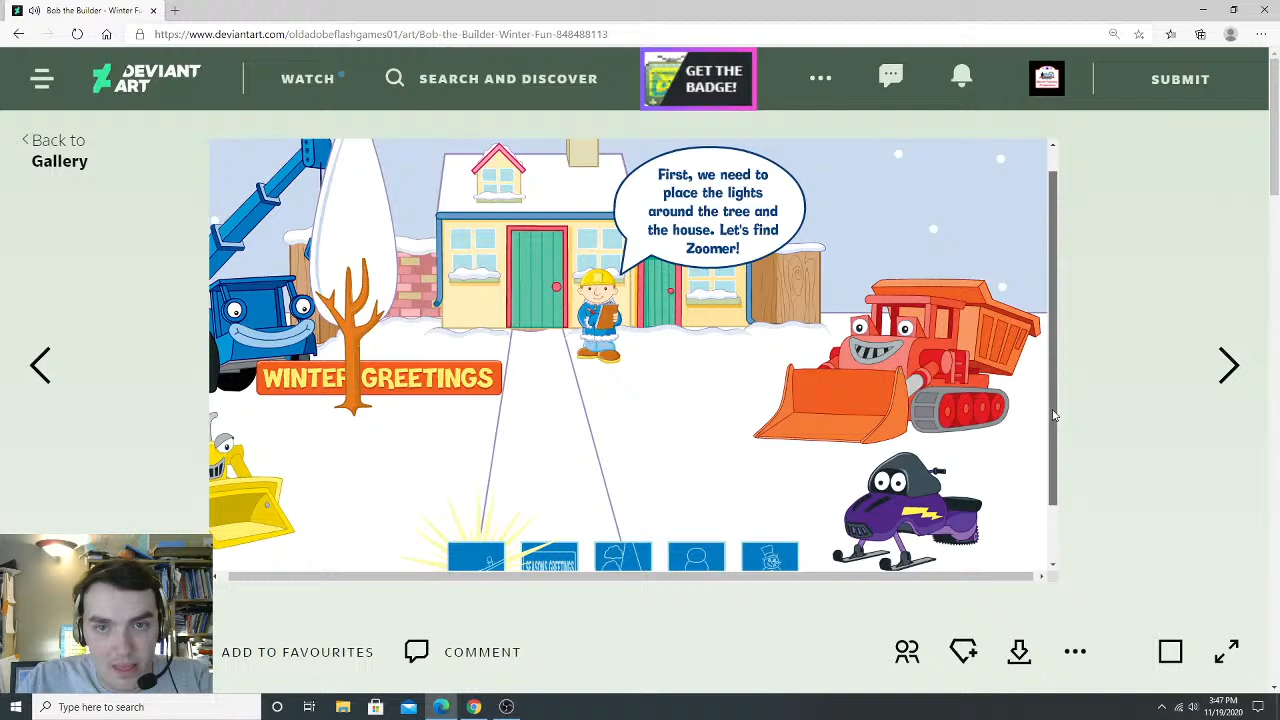 Bob the Builder - Winter Fu
https://www.deviantart.com/oldadobeflashgames01/art/Bob-the-Builder-Winter-Fun-848488113
DEVIANT
ART
WATCH
SEARCH AND DISCOVER
GET THE
BADGE!
SUBMIT
Back to
Gallery
First, we need to
place the lights
around the tree and
the house. Let's find
Zoomer!
WINTER GREETINGS
SEASONS GREETINGS
ADD TO FAVOURITES
COMMENT
Type here to search
3:47 PM
11/19/2020